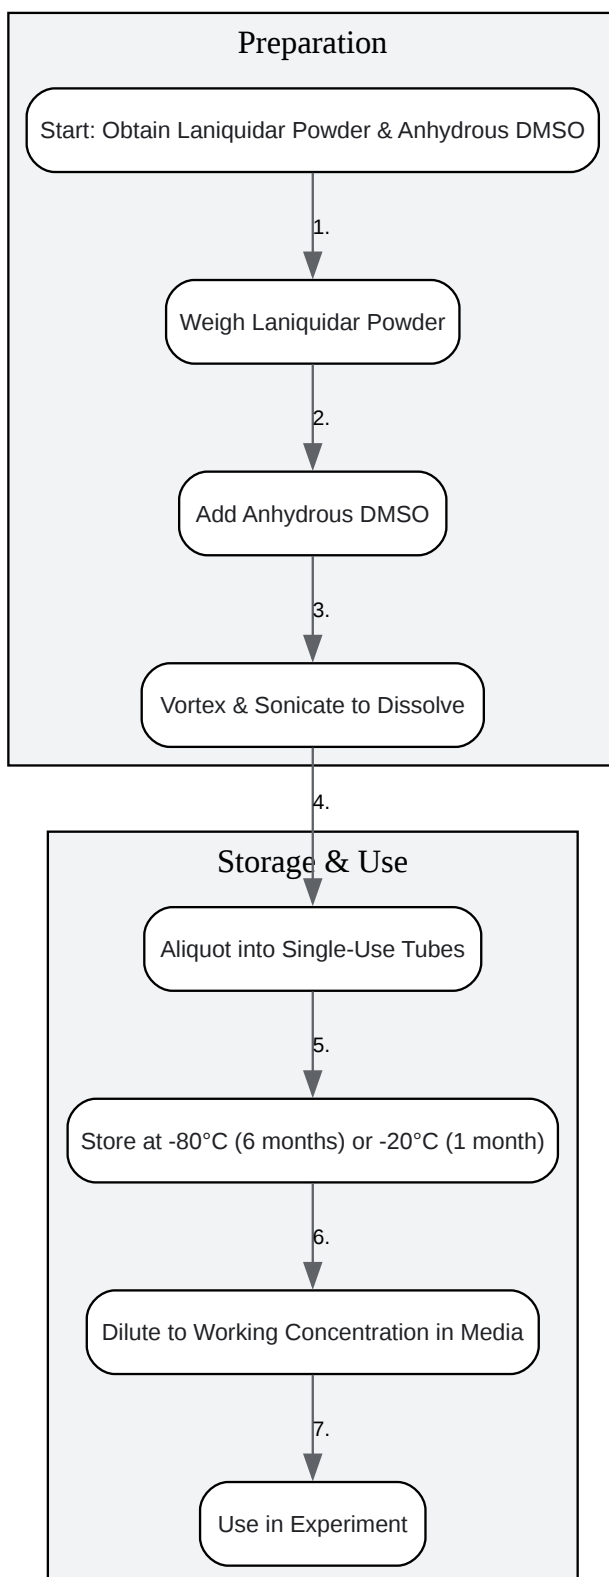 Preparation
Start: Obtain Laniquidar Powder & Anhydrous DMSO
1.
Weigh Laniquidar Powder
2.
Add Anhydrous DMSO
3.
Vortex & Sonicate to Dissolve
4.
Storage & Use
Aliquot into Single-Use Tubes
5.
Store at -80°C (6 months) or -20°C (1 month)
6.
Dilute to Working Concentration in Media
7.
Use in Experiment